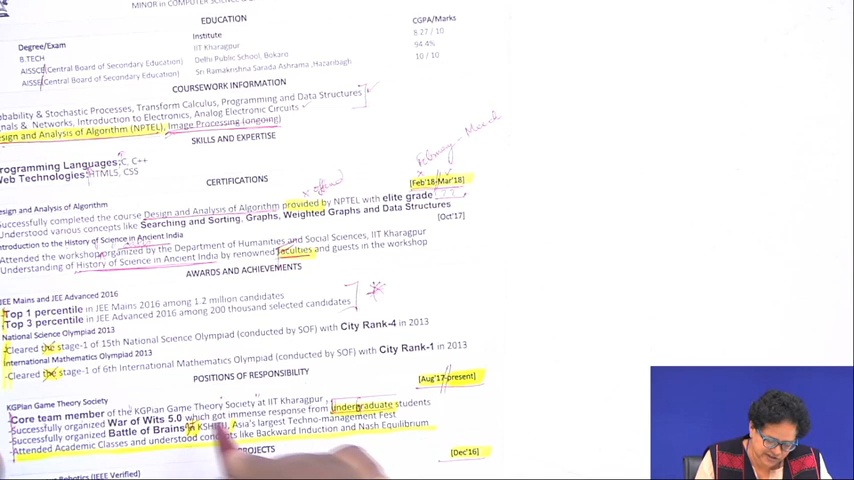 MINOR in COMPUTER SCIENCE
EDUCATION
Degree/Exam Institute CGPA/Marks
B.TECH IIT Kharagpur 8.27 / 10
AISSCE(Central Board of Secondary Education) Delhi Public School, Bokaro 94.4%
AISSE(Central Board of Secondary Education) Sri Ramakrishna Sarada Ashrama ,Hazaribagh 10 / 10
COURSEWORK INFORMATION
obability & Stochastic Processes, Transform Calculus, Programming and Data Structures
nals & Networks, Introduction to Electronics, Analog Electronic Circuits
esign and Analysis of Algorithm (NPTEL), Image Processing (ongoing)
SKILLS AND EXPERTISE
February - March
rogramming Languages: C, C++
Web Technologies: HTML5, CSS
CERTIFICATIONS
offered
[Feb'18-Mar'18]
esign and Analysis of Algorithm
Successfully completed the course Design and Analysis of Algorithm provided by NPTEL with elite grade
Understood various concepts like Searching and Sorting, Graphs, Weighted Graphs and Data Structures
ntroduction to the History of Science in Ancient India [Oct'17]
Attended the workshop organized by the Department of Humanities and Social Sciences, IIT Kharagpur
Understanding of History of Science in Ancient India by renowned faculties and guests in the workshop
AWARDS AND ACHIEVEMENTS
JEE Mains and JEE Advanced 2016
-Top 1 percentile in JEE Mains 2016 among 1.2 million candidates
-Top 3 percentile in JEE Advanced 2016 among 200 thousand selected candidates
National Science Olympiad 2013
-Cleared the stage-1 of 15th National Science Olympiad (conducted by SOF) with City Rank-4 in 2013
International Mathematics Olympiad 2013
-Cleared the stage-1 of 6th International Mathematics Olympiad (conducted by SOF) with City Rank-1 in 2013
POSITIONS OF RESPONSIBILITY
KGPian Game Theory Society [Aug'17-present]
-Core team member of the "KGPian Game Theory Society at IIT Kharagpur
-Successfully organized War of Wits 5.0 which got immense response from undergraduate students
-Successfully organized Battle of Brains KSHITIJ, Asia's largest Techno-management Fest
-Attended Academic Classes and understood concepts like Backward Induction and Nash Equilibrium
PROJECTS
Robotics (IEEE Verified) [Dec'16]